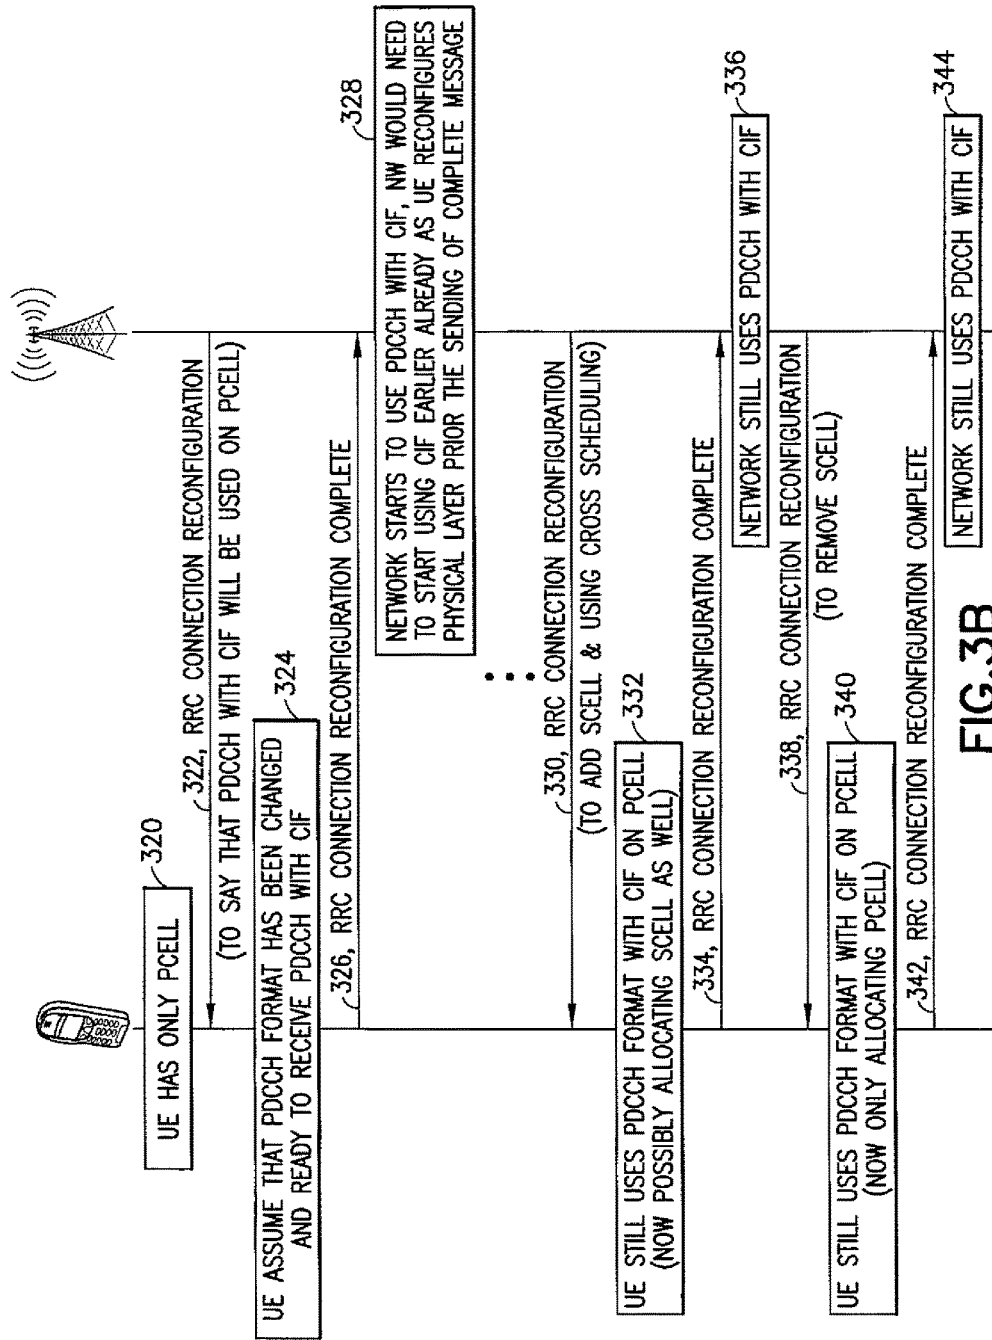 320
UE HAS ONLY PCELL
322, RRC CONNECTION RECONFIGURATION
(TO SAY THAT PDCCH WITH CIF WILL BE USED ON PCELL)
324
UE ASSUME THAT PDCCH FORMAT HAS BEEN CHANGED
AND READY TO RECEIVE PDCCH WITH CIF
326, RRC CONNECTION RECONFIGURATION COMPLETE
328
NETWORK STARTS TO USE PDCCH WITH CIF, NW WOULD NEED
TO START USING CIF EARLIER ALREADY AS UE RECONFIGURES
PHYSICAL LAYER PRIOR THE SENDING OF COMPLETE MESSAGE
330, RRC CONNECTION RECONFIGURATION
(TO ADD SCELL & USING CROSS SCHEDULING)
332
UE STILL USES PDCCH FORMAT WITH CIF ON PCELL
(NOW POSSIBLY ALLOCATING SCELL AS WELL)
334, RRC CONNECTION RECONFIGURATION COMPLETE
336
NETWORK STILL USES PDCCH WITH CIF
338, RRC CONNECTION RECONFIGURATION
(TO REMOVE SCELL)
340
UE STILL USES PDCCH FORMAT WITH CIF ON PCELL
(NOW ONLY ALLOCATING PCELL)
342, RRC CONNECTION RECONFIGURATION COMPLETE
344
NETWORK STILL USES PDCCH WITH CIF
FIG.3B